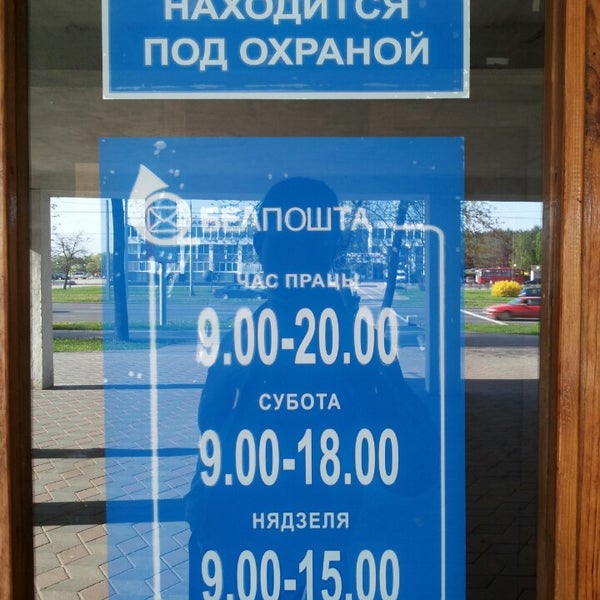 НАХОДИТСЯ
ПОД ОХРАНОЙ
БЕЛПОШТА
ЧАС ПРАЦЫ
9.00-20.00
СУБОТА
9.00-18.00
НЯДЗЕЛЯ
9.00-15.00